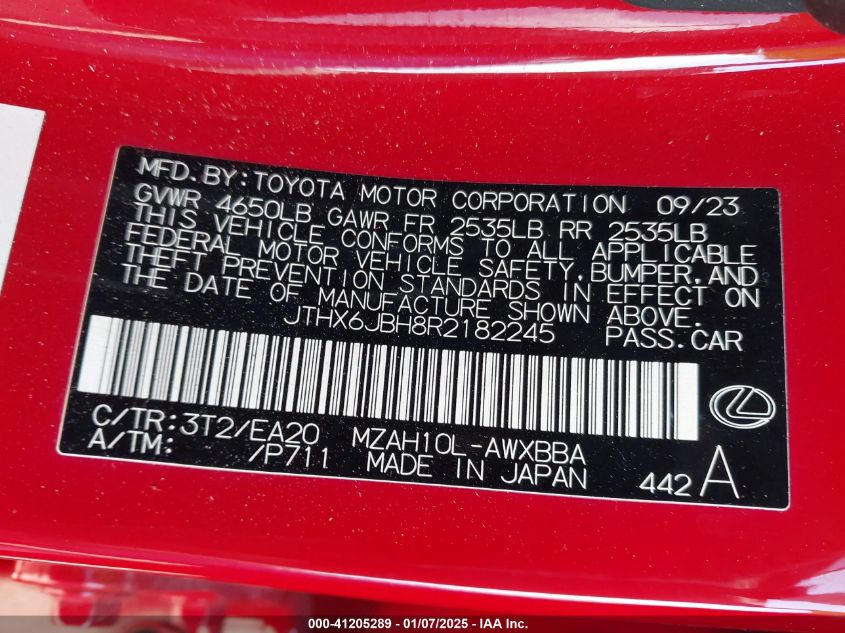 MFD. BY: TOYOTA MOTOR CORPORATION 09/23
GVWR 4650LB GAWR FR 2535LB RR 2535LB
THIS VEHICLE CONFORMS TO ALL APPLICABLE
FEDERAL MOTOR VEHICLE SAFETY, BUMPER, AND
THEFT PREVENTION STANDARDS IN EFFECT ON
THE DATE OF MANUFACTURE SHOWN ABOVE.
JTHX6JBH8R2182245 PASS. CAR
C/TR: 3T2/EA20 MZAH10L-AWXBBA
A/TM: /P711 MADE IN JAPAN
442 A
000-41205289 - 01/07/2025 - IAA Inc.